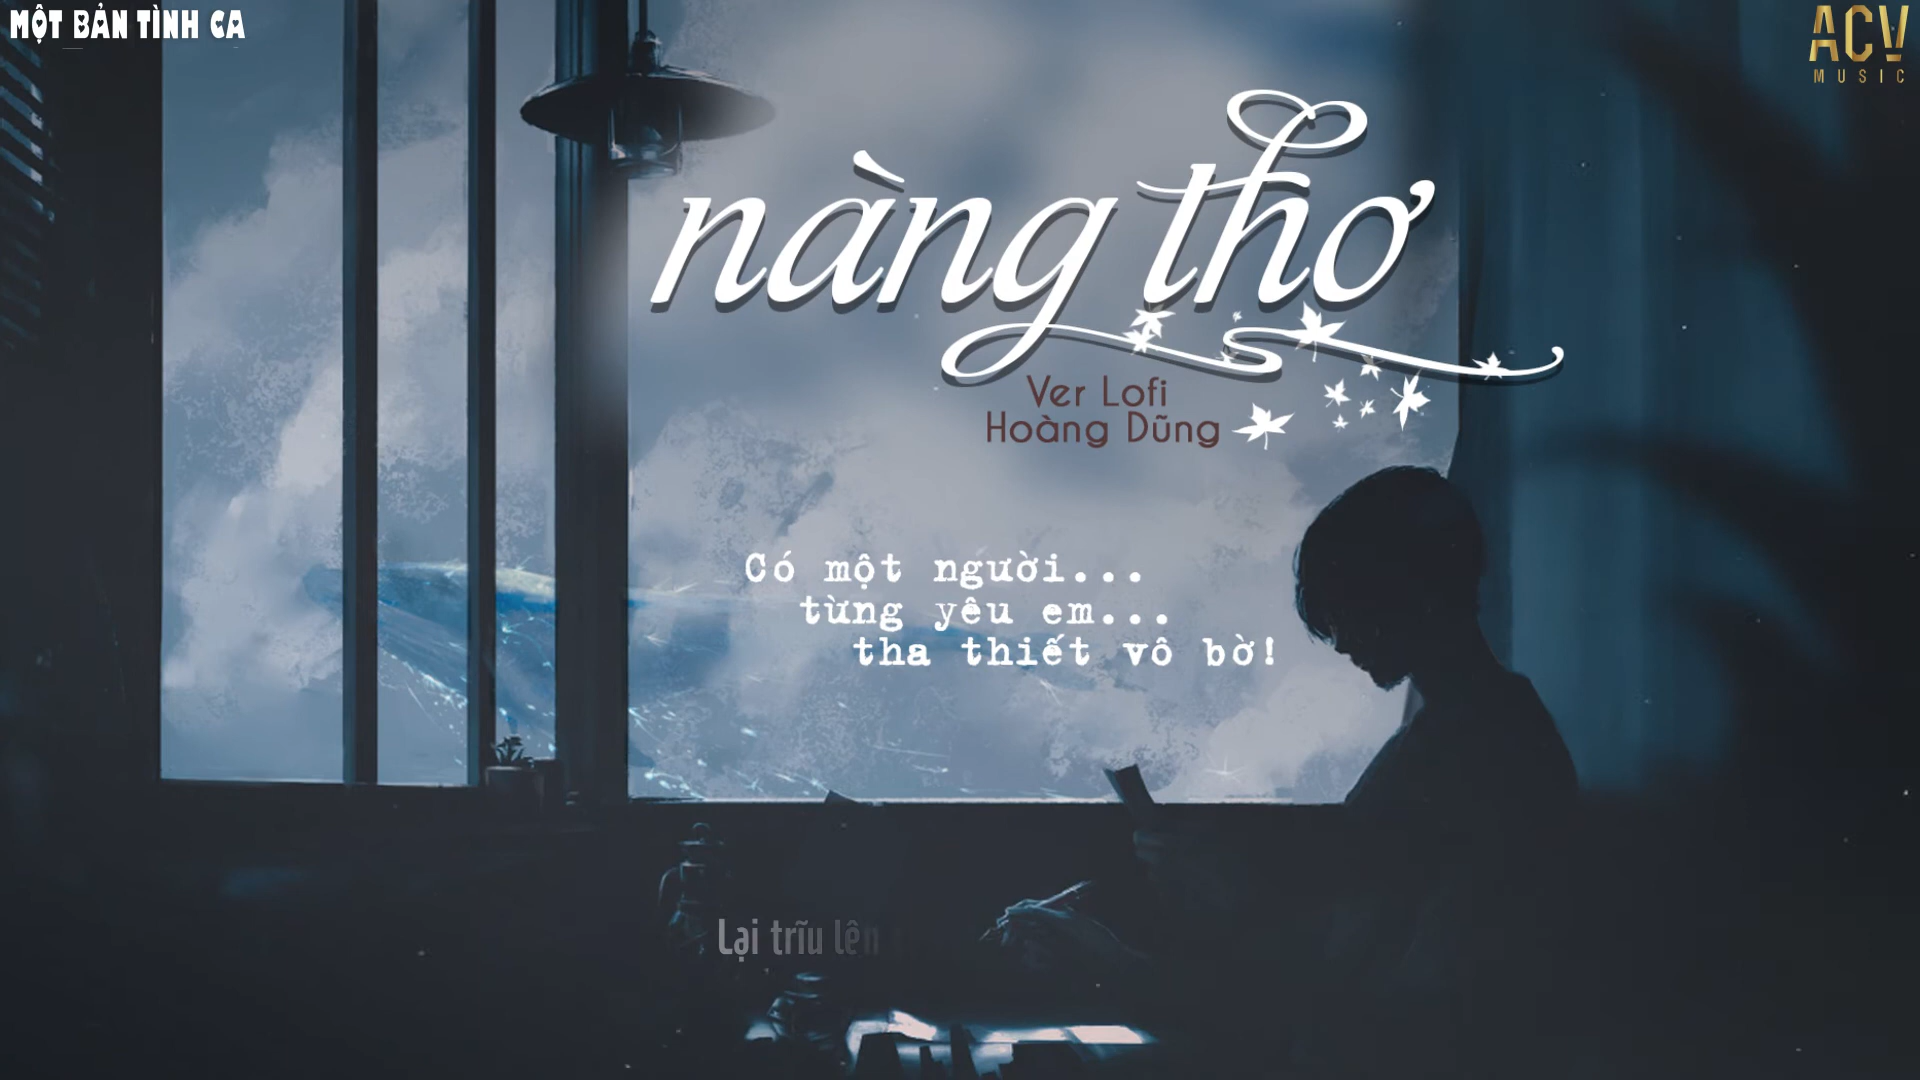 MỘT BẢN TÌNH CA
ACV
MUSIC
nàng thơ
Ver Lofi
Hoàng Dũng
Có một người...
từng yêu em...
tha thiết vô bờ!
Lại trĩu lên